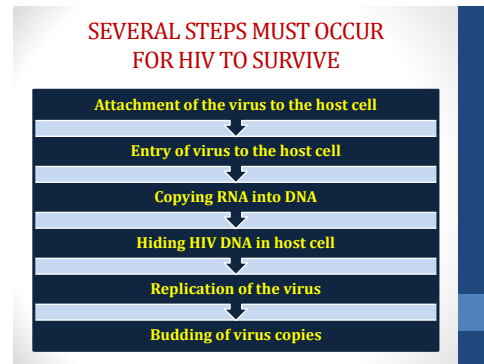 SEVERAL STEPS MUST OCCUR
FOR HIV TO SURVIVE
Attachment of the virus to the host cell
Entry of virus to the host cell
Copying RNA into DNA
Hiding HIV DNA in host cell
Replication of the virus
Budding of virus copies